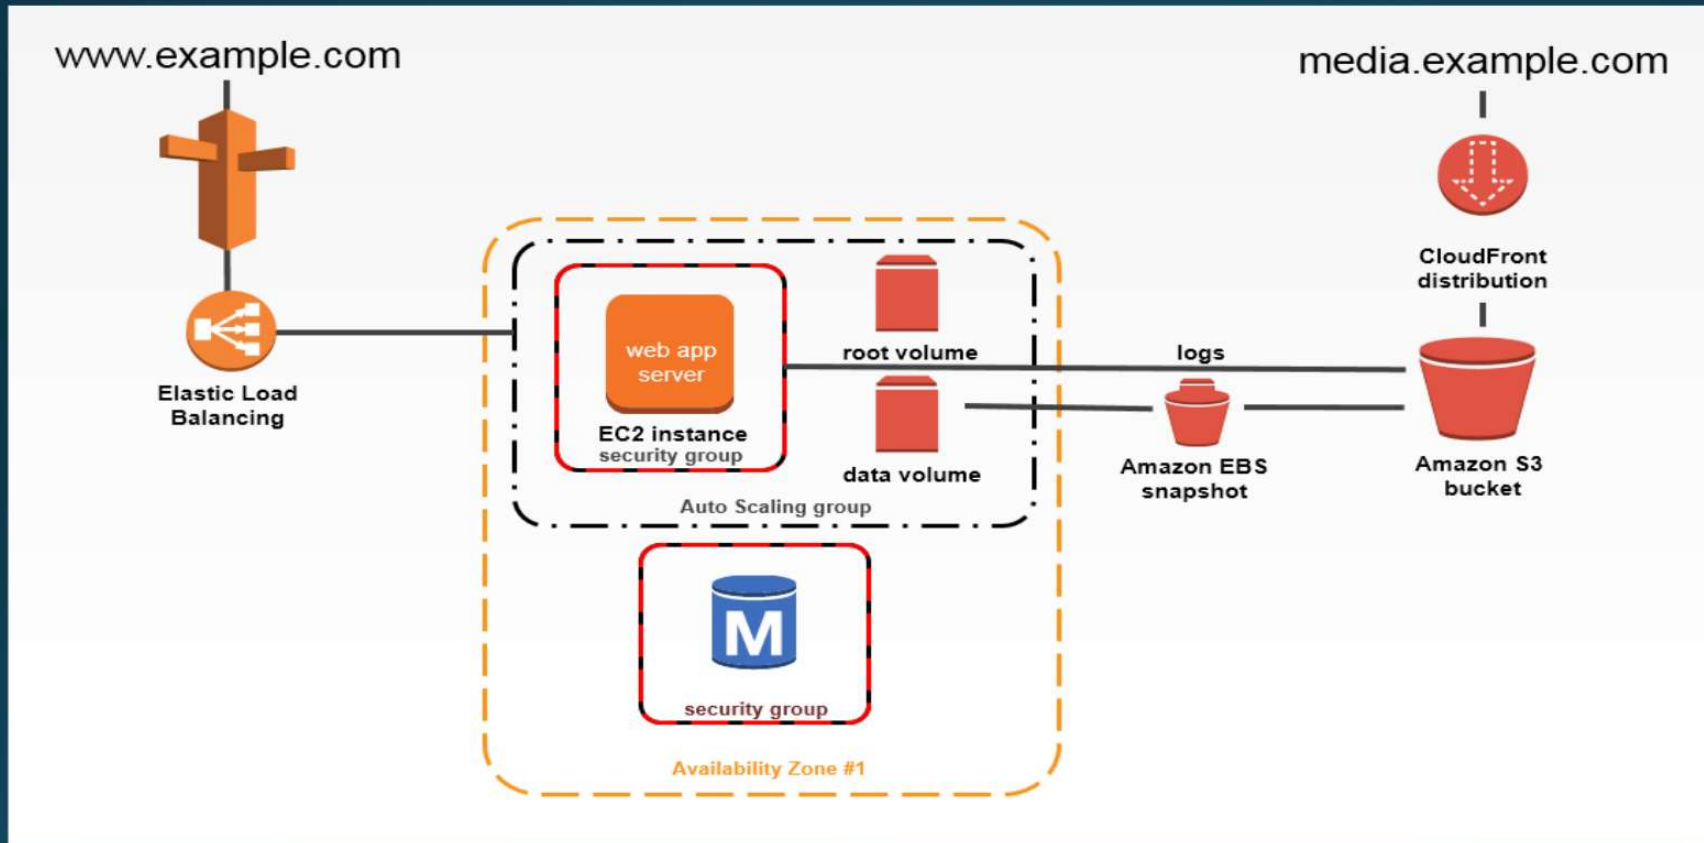 www.example.com
media.example.com
CloudFront
distribution
Elastic Load
Balancing
web app
server
EC2 instance
security group
root volume
data volume
Auto Scaling group
logs
Amazon EBS
snapshot
Amazon S3
bucket
M
security group
Availability Zone #1